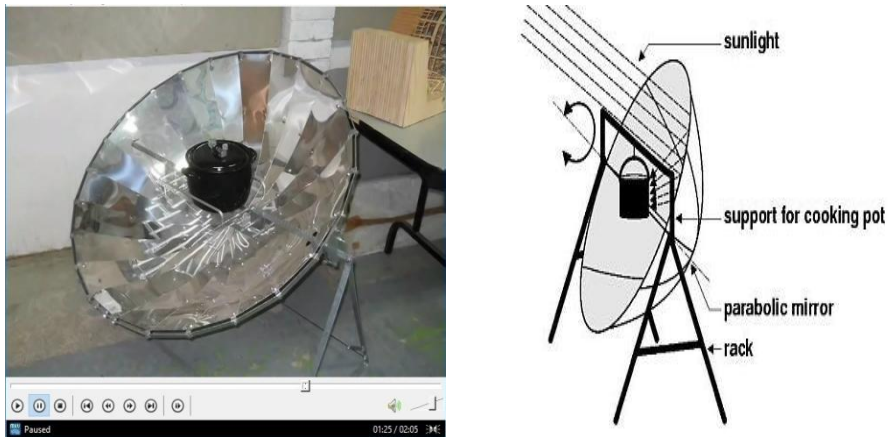 Paused
01:25 / 02:05
sunlight
support for cooking pot
parabolic mirror
rack